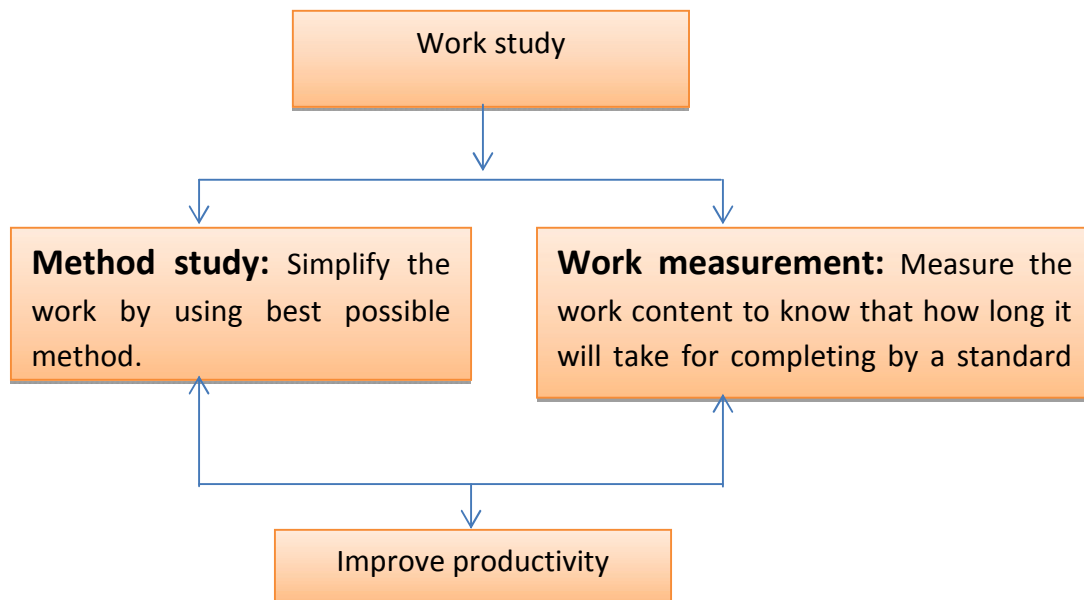 Work study
Method study: Simplify the
work by using best possible
method.
Work measurement: Measure the
work content to know that how long it
will take for completing by a standard
Improve productivity